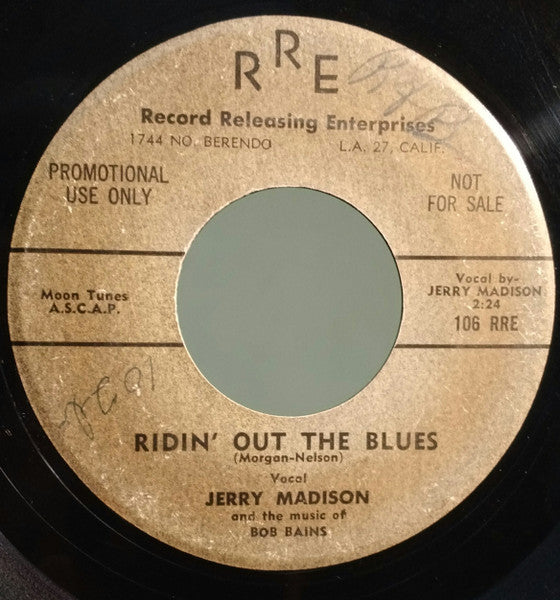 RRE
Record Releasing Enterprises
1744 NO. BERENDO L.A. 27, CALIF.
PROMOTIONAL
USE ONLY
NOT
FOR SALE
Moon Tunes
A.S.C.A.P.
Vocal by-
JERRY MADISON
2:24
106 RRE
RIDIN' OUT THE BLUES
(Morgan-Nelson)
Vocal
JERRY MADISON
and the music of
BOB BAINS